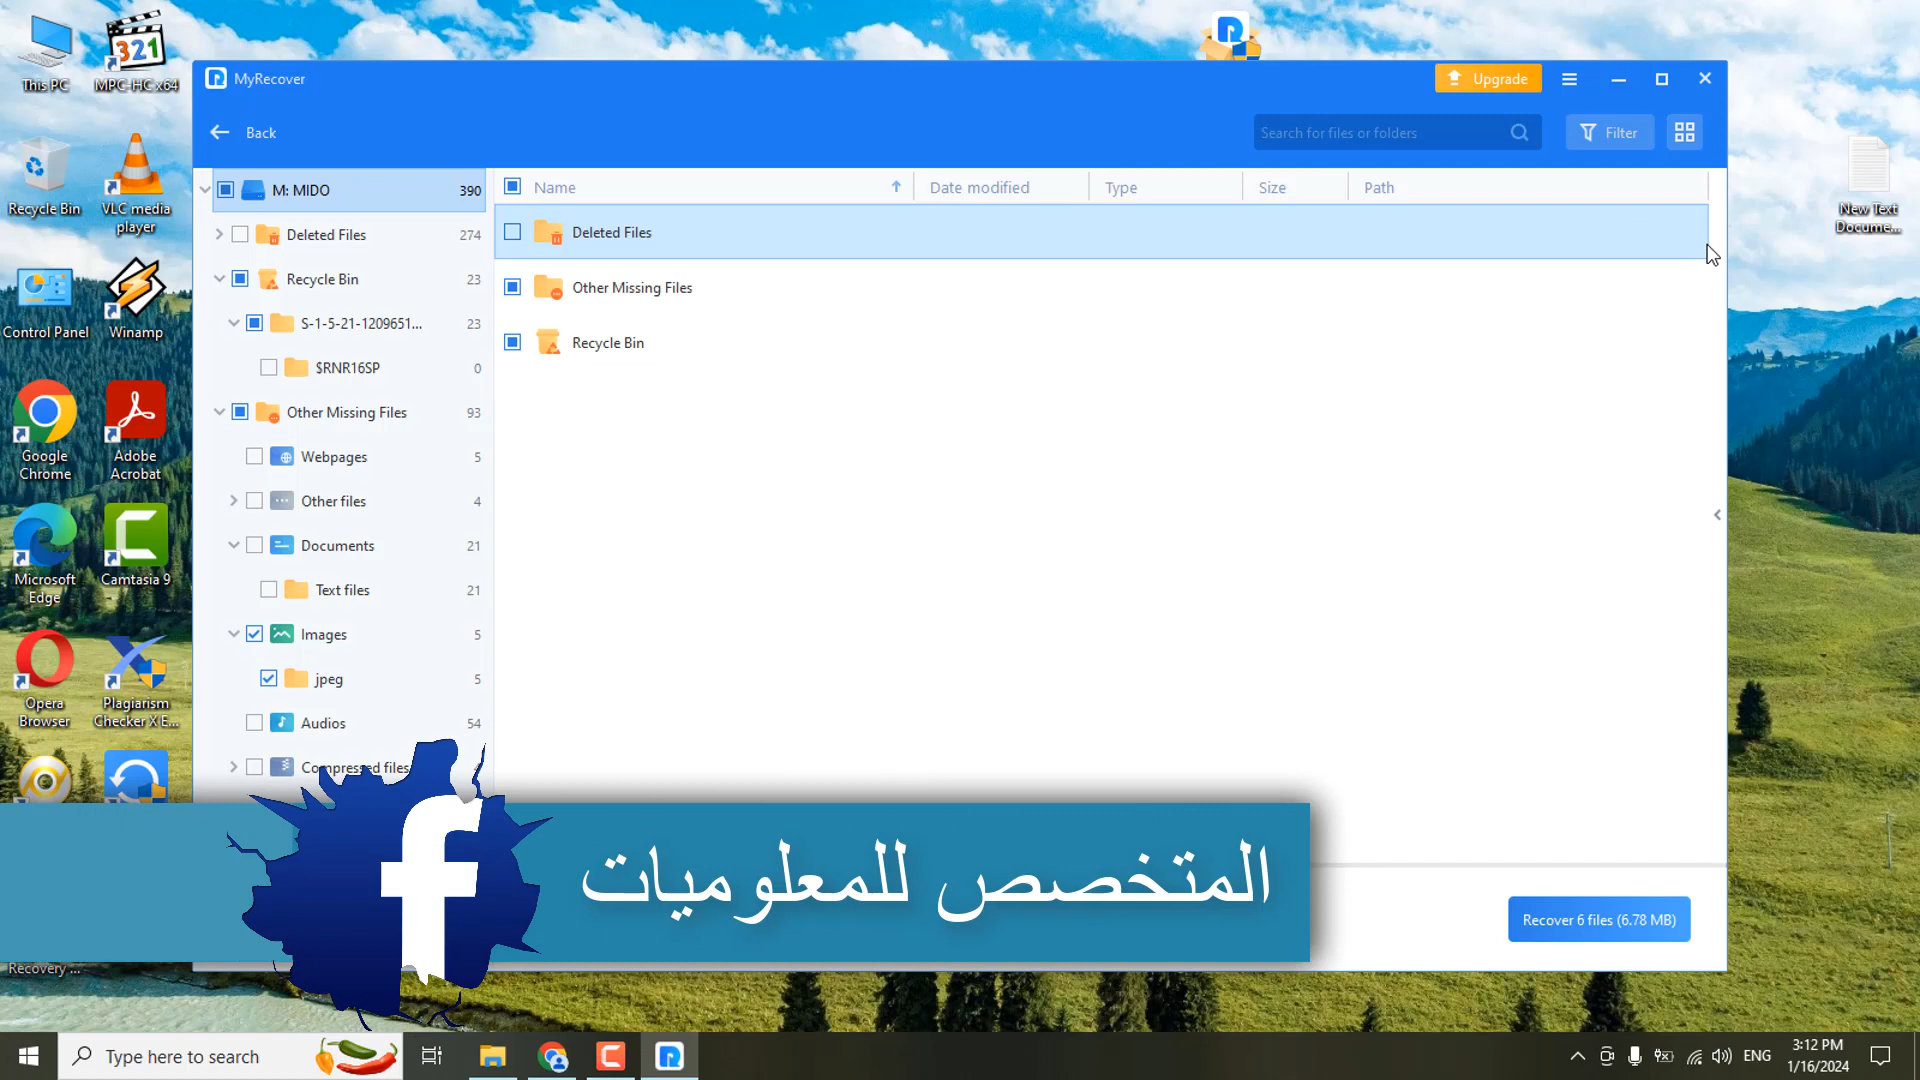 This PC
MPC-HC x64
Recycle Bin
VLC media
player
Control Panel
Winamp
Google
Chrome
Adobe
Acrobat
Microsoft
Edge
Camtasia 9
Opera
Browser
Plagiarism
Checker X E...
Recovery ...
New Text
Docume...
MyRecover
Upgrade
Back
Search for files or folders
Filter
M: MIDO 390
Deleted Files 274
Recycle Bin 23
S-1-5-21-1209651... 23
$RNR16SP 0
Other Missing Files 93
Webpages 5
Other files 4
Documents 21
Text files 21
Images 5
jpeg 5
Audios 54
Compressed files
Name Date modified Type Size Path
Deleted Files
Other Missing Files
Recycle Bin
المتخصص للمعلوميات
Recover 6 files (6.78 MB)
Type here to search
ENG
3:12 PM
1/16/2024